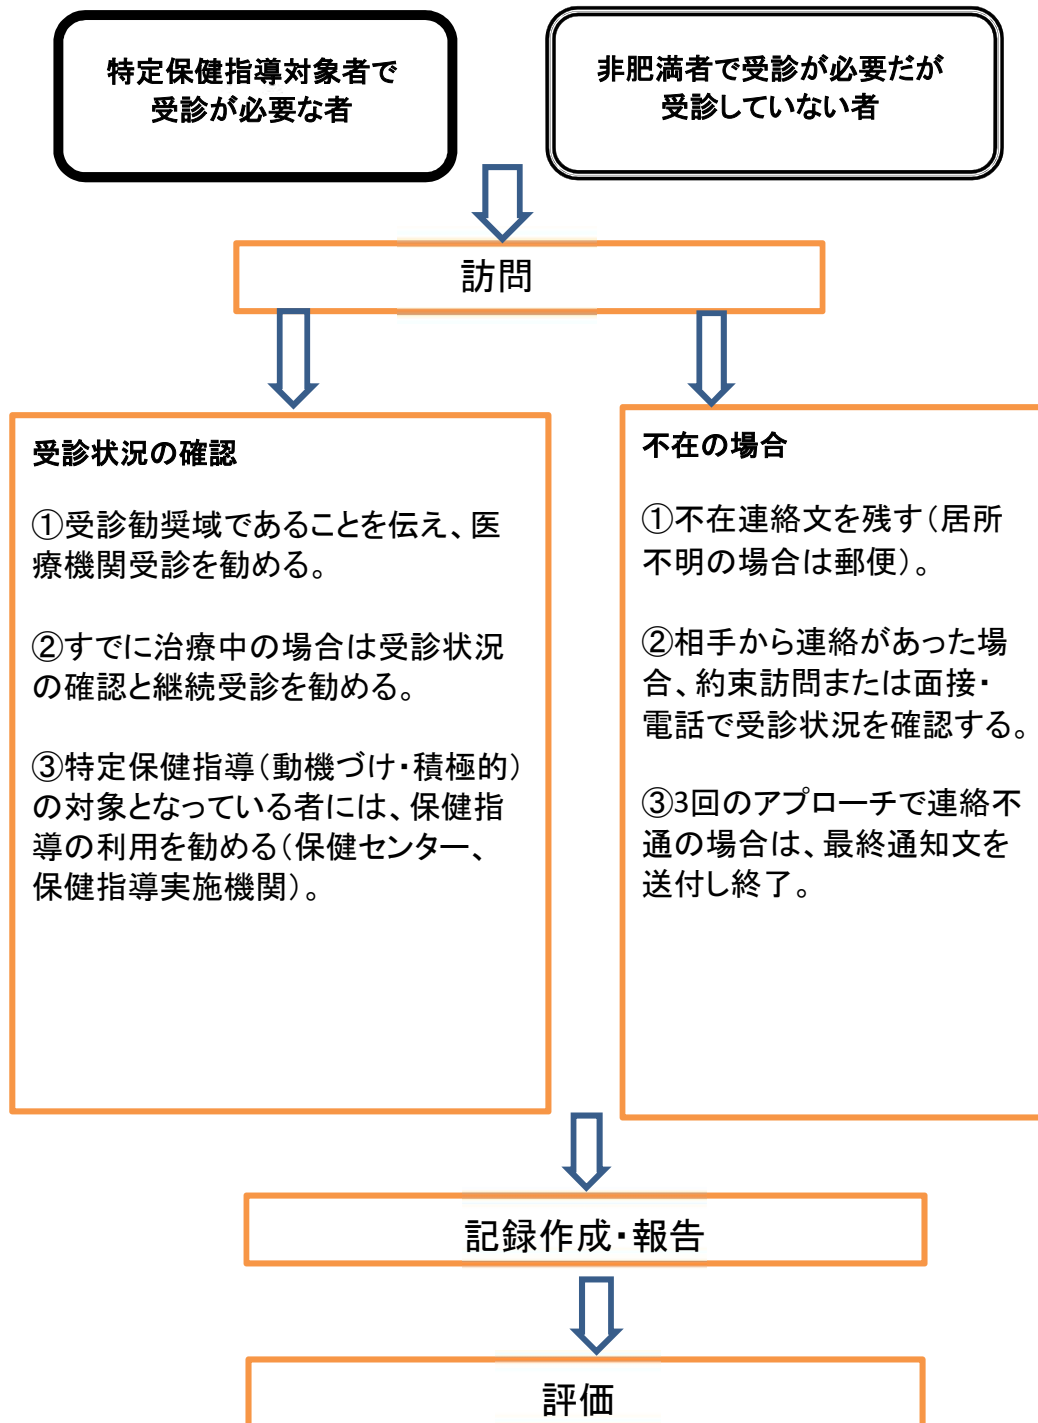 特定保健指導対象者で
受診が必要な者
非肥満者で受診が必要だが
受診していない者
訪問
受診状況の確認
①受診勧奨域であることを伝え、医
療機関受診を勧める。
②すでに治療中の場合は受診状況
の確認と継続受診を勧める。
③特定保健指導(動機づけ・積極的)
の対象となっている者には、保健指
導の利用を勧める(保健センター、
保健指導実施機関)。
不在の場合
①不在連絡文を残す(居所
不明の場合は郵便)。
②相手から連絡があった場
合、約束訪問または面接・
電話で受診状況を確認する。
③3回のアプローチで連絡不
通の場合は、最終通知文を
送付し終了。
記録作成・報告
評価